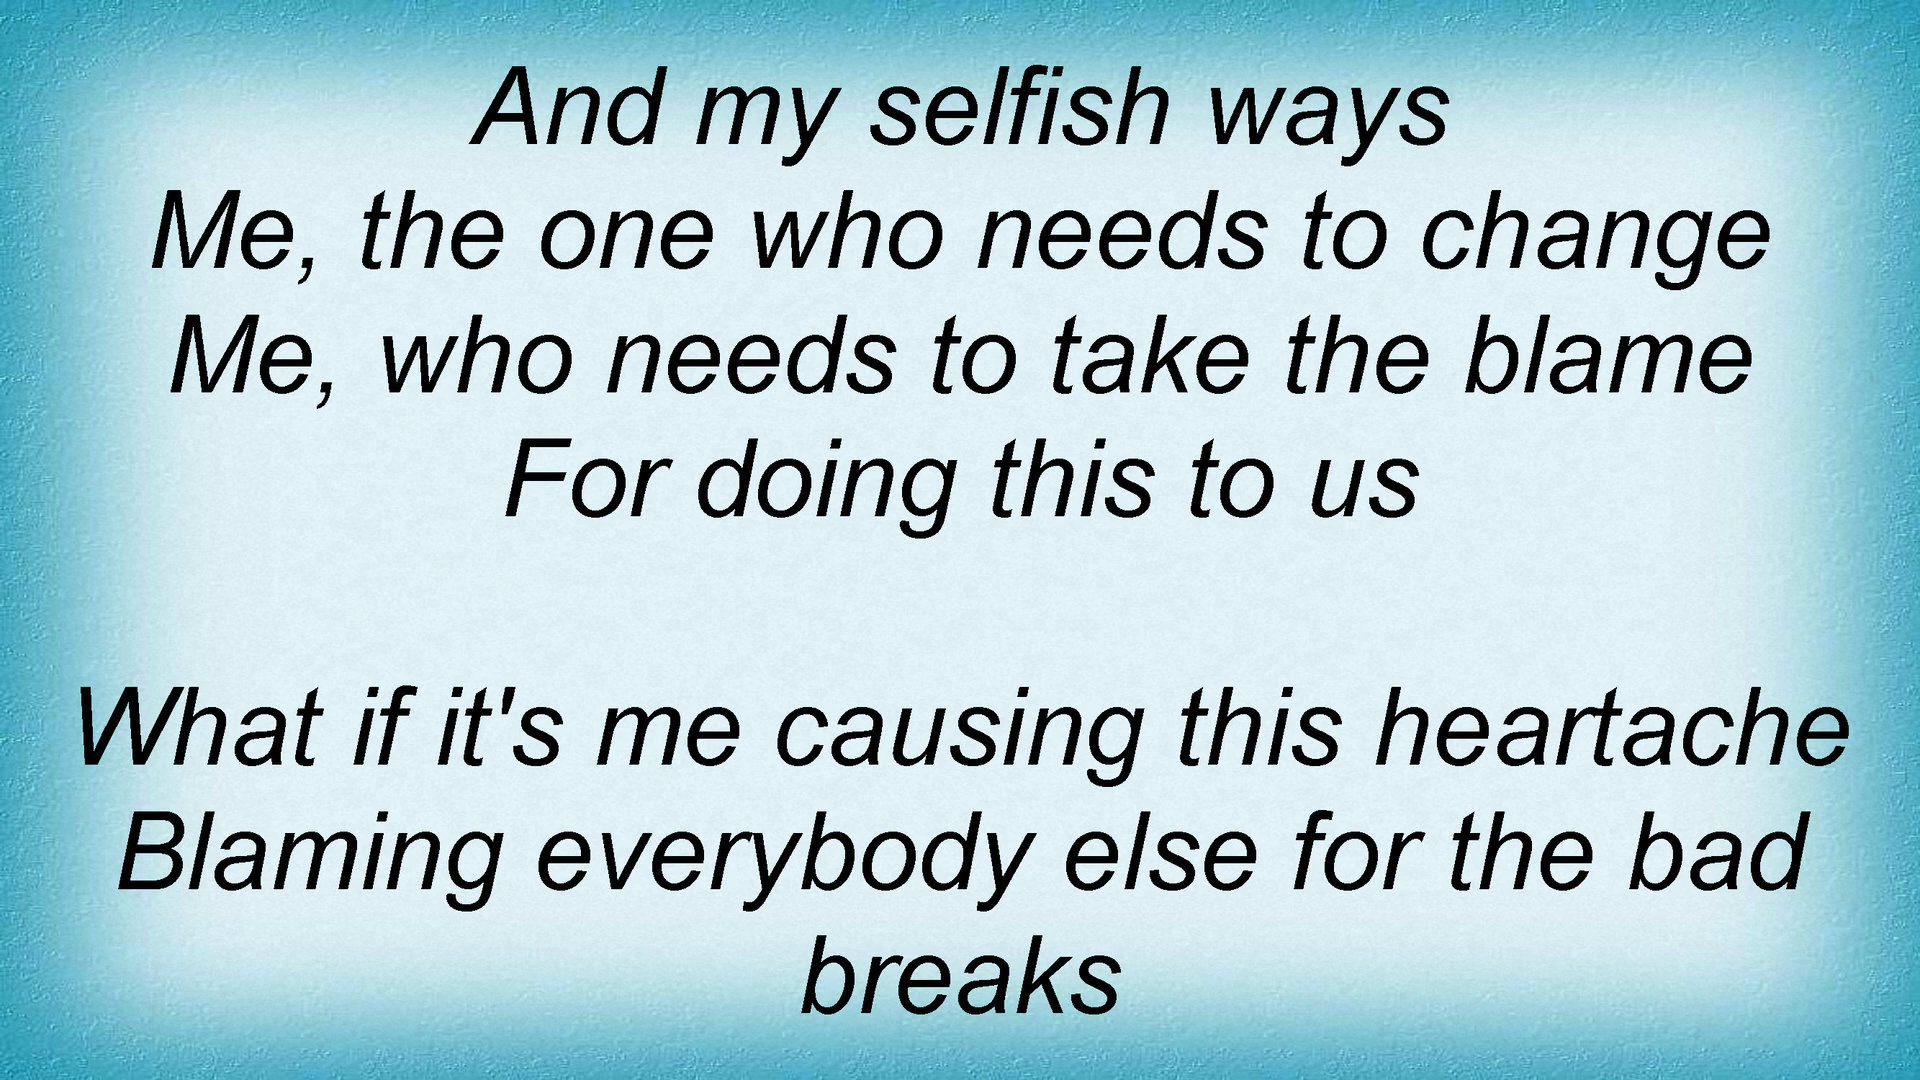 And my selfish ways
Me, the one who needs to change
Me, who needs to take the blame
For doing this to us
What if it's me causing this heartache
Blaming everybody else for the bad
breaks